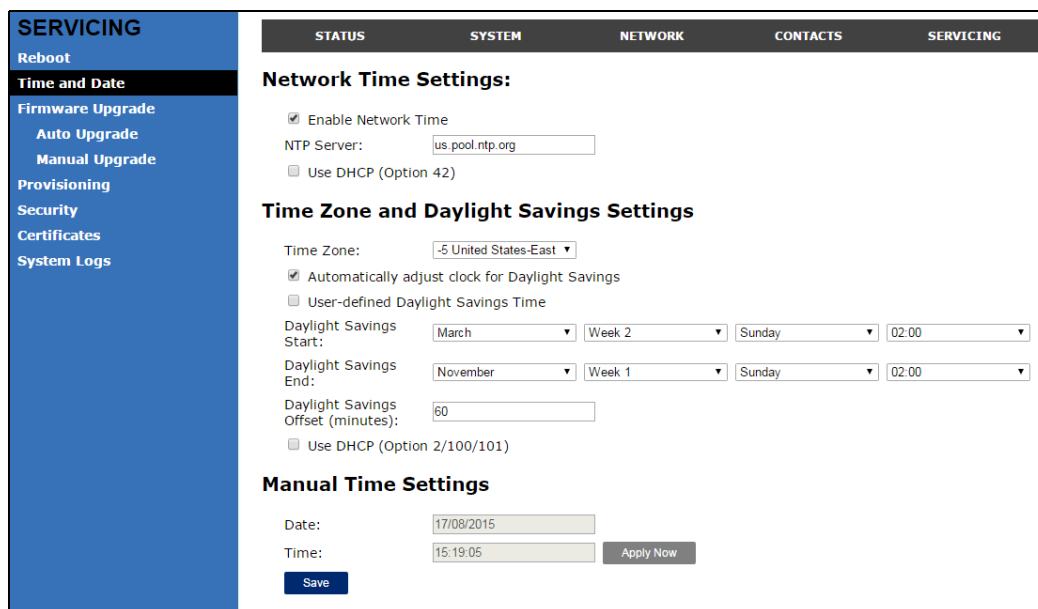 SERVICING
Reboot
Time and Date
Firmware Upgrade
Auto Upgrade
Manual Upgrade
Provisioning
Security
Certificates
System Logs
STATUS SYSTEM NETWORK CONTACTS SERVICING
Network Time Settings:
Enable Network Time
NTP Server: us.pool.ntp.org
Use DHCP (Option 42)
Time Zone and Daylight Savings Settings
Time Zone: -5 United States-East
Automatically adjust clock for Daylight Savings
User-defined Daylight Savings Time
Daylight Savings Start: March Week 2 Sunday 02:00
Daylight Savings End: November Week 1 Sunday 02:00
Daylight Savings Offset (minutes): 60
Use DHCP (Option 2/100/101)
Manual Time Settings
Date: 17/08/2015
Time: 15:19:05 Apply Now
Save